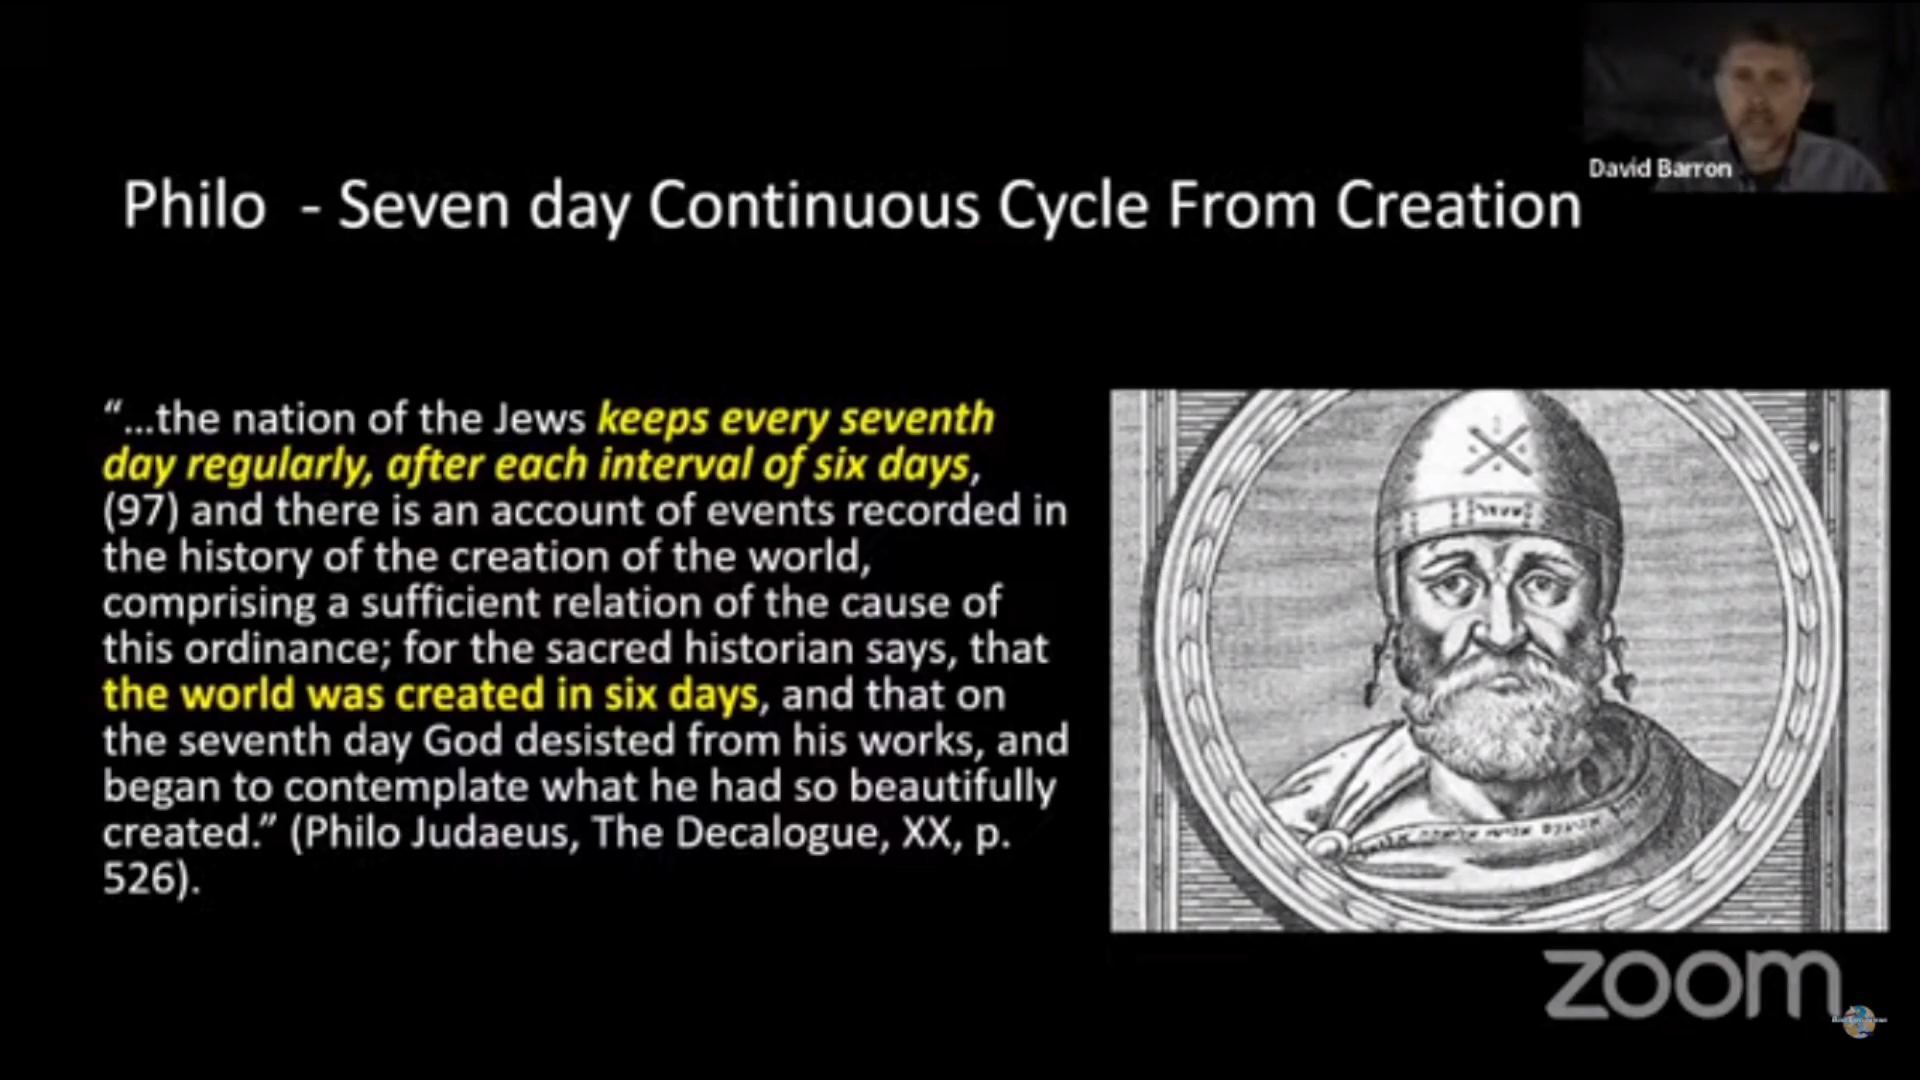 David Barron
Philo - Seven day Continuous Cycle From Creation
“…the nation of the Jews keeps every seventh
day regularly, after each interval of six days,
(97) and there is an account of events recorded in
the history of the creation of the world,
comprising a sufficient relation of the cause of
this ordinance; for the sacred historian says, that
the world was created in six days, and that on
the seventh day God desisted from his works, and
began to contemplate what he had so beautifully
created.” (Philo Judaeus, The Decalogue, XX, p.
526).
zoom